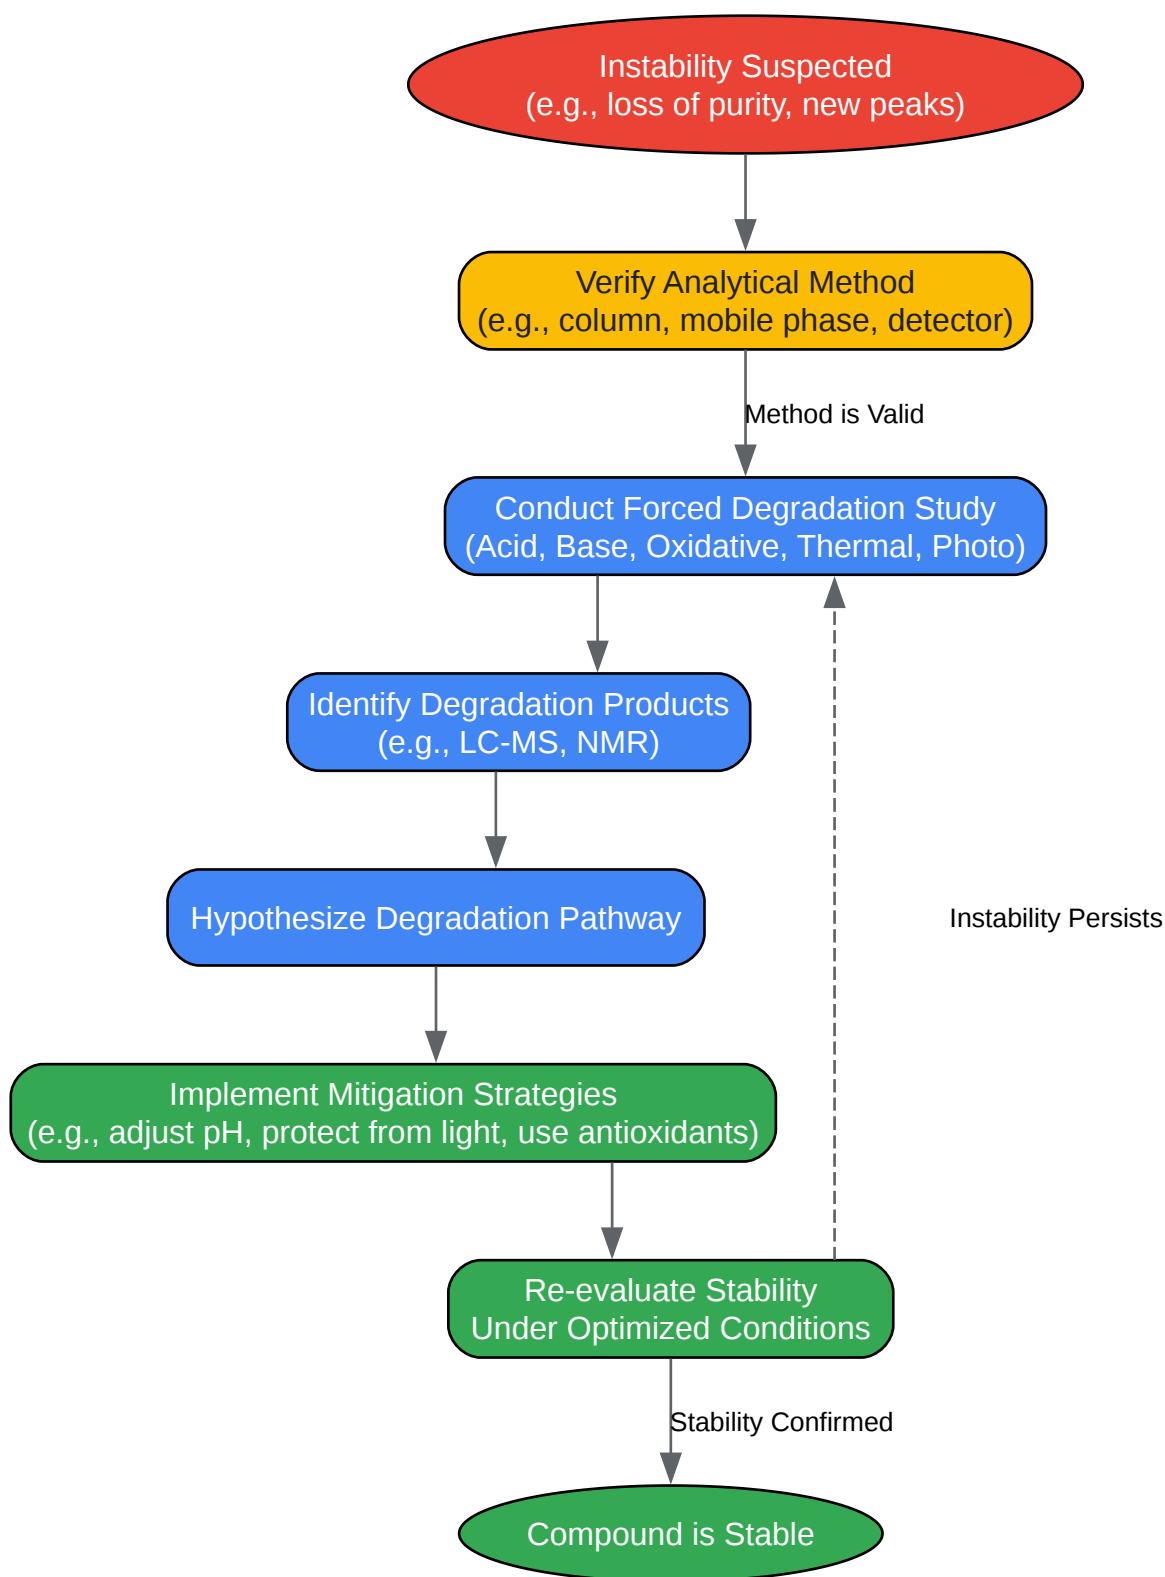 Instability Suspected
(e.g., loss of purity, new peaks)
Verify Analytical Method
(e.g., column, mobile phase, detector)
Method is Valid
Conduct Forced Degradation Study
(Acid, Base, Oxidative, Thermal, Photo)
Identify Degradation Products
(e.g., LC-MS, NMR)
Hypothesize Degradation Pathway
Instability Persists
Implement Mitigation Strategies
(e.g., adjust pH, protect from light, use antioxidants)
Re-evaluate Stability
Under Optimized Conditions
Stability Confirmed
Compound is Stable